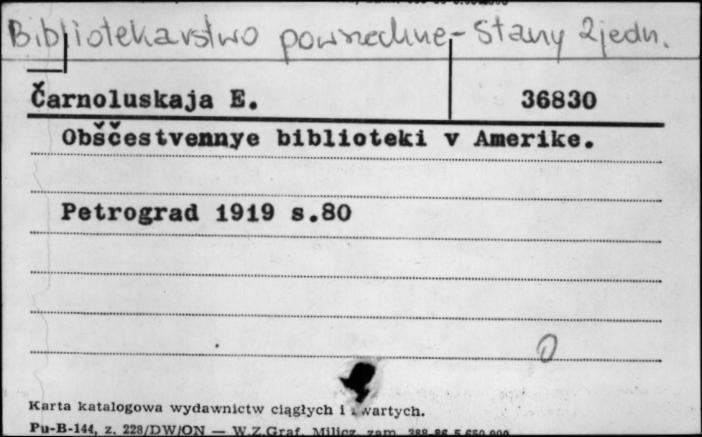 Bibliotekarstwo powszechne - Stany Zjedn.
Čarnoluskaja E. 36830
Obščestvennye biblioteki v Amerike.
Petrograd 1919 s.80
0
Karta katalogowa wydawnictw ciągłych i zwartych.
Pu-B-144, z. 228/DW/ON — W.Z.Graf. Milicz, zam.